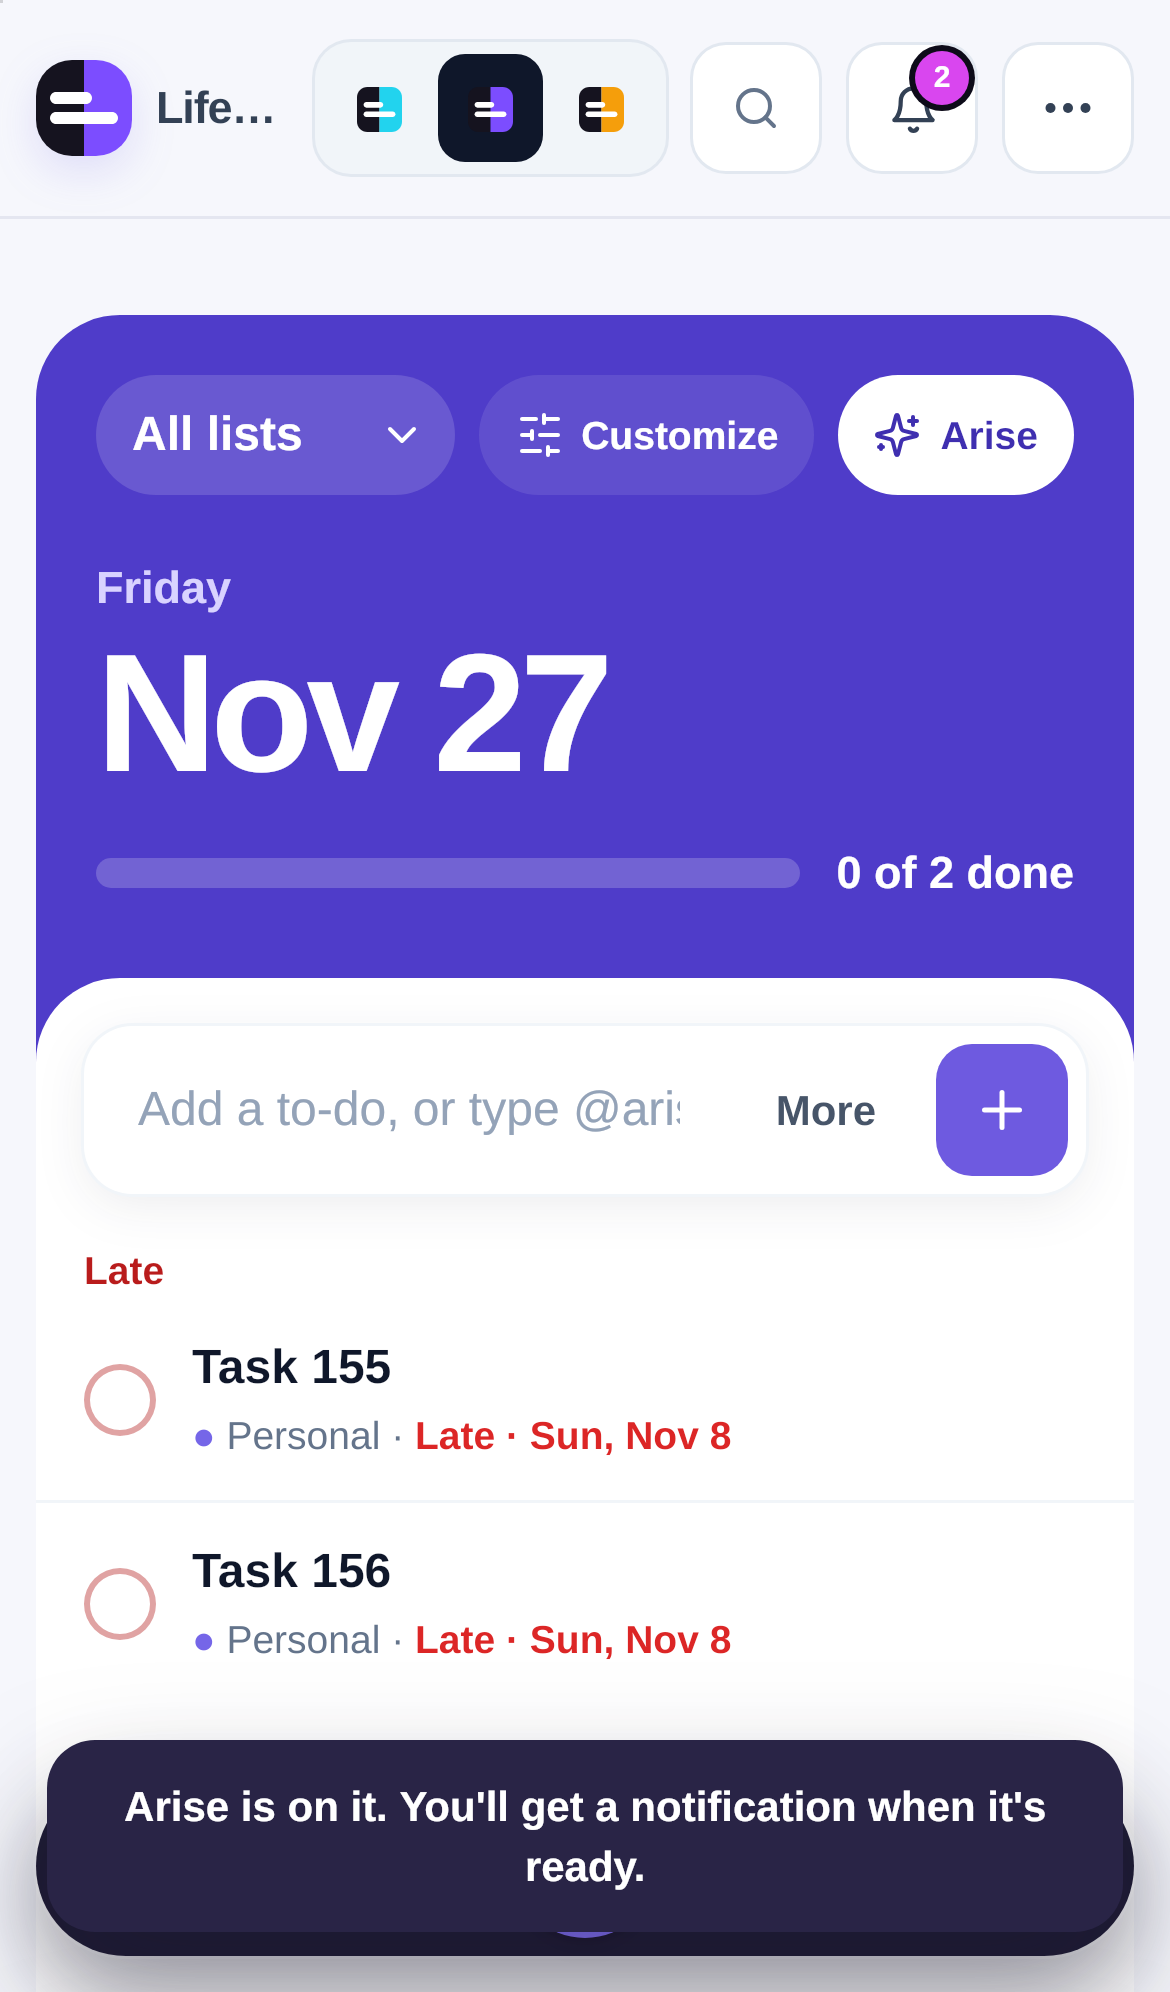 Life...
2
All lists
Customize
Arise
Friday
Nov 27
0 of 2 done
Add a to-do, or type @aris
More
Late
Task 155
Personal · Late · Sun, Nov 8
Task 156
Personal · Late · Sun, Nov 8
Arise is on it. You'll get a notification when it's
ready.